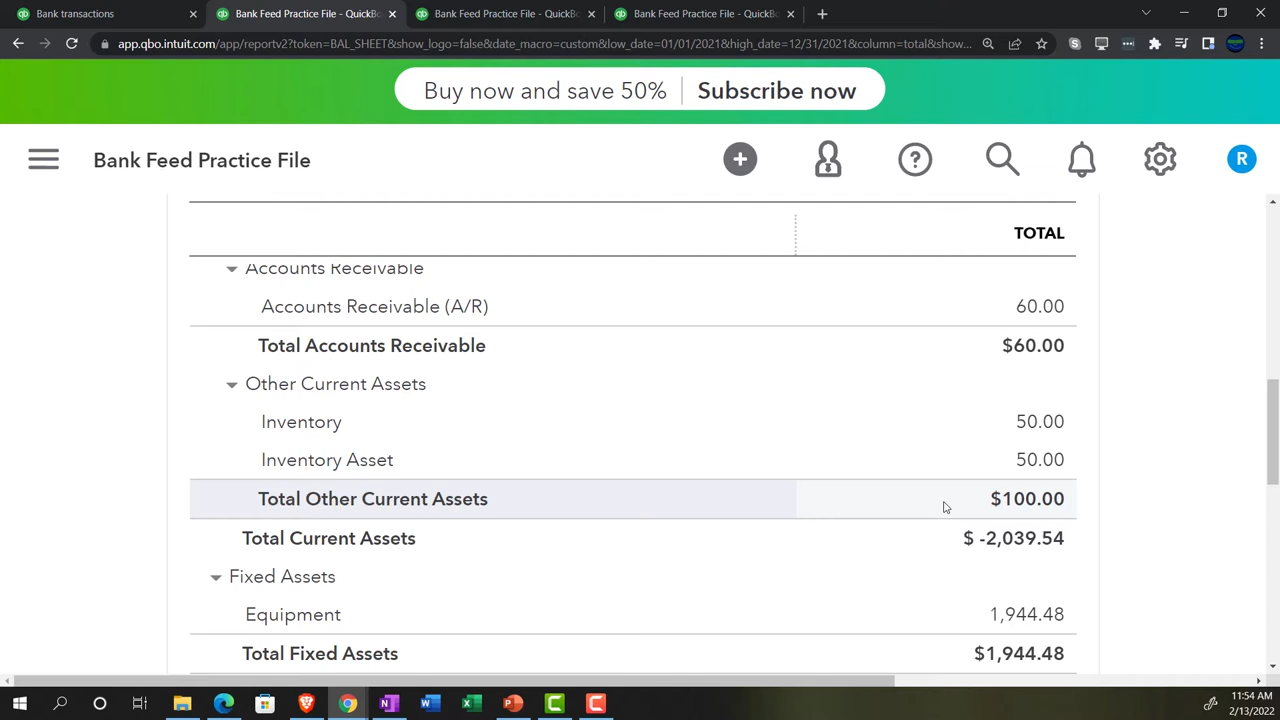 Bank transactions
Bank Feed Practice File - QuickBo
Bank Feed Practice File - QuickBo
Bank Feed Practice File - QuickBo
app.qbo.intuit.com/app/reportv2?token=BAL_SHEET&show_logo=false&date_macro=custom&low_date=01/01/2021&high_date=12/31/2021&column=total&show...
Buy now and save 50% Subscribe now
Bank Feed Practice File
R
TOTAL
Accounts Receivable
Accounts Receivable (A/R) 60.00
Total Accounts Receivable $60.00
Other Current Assets
Inventory 50.00
Inventory Asset 50.00
Total Other Current Assets $100.00
Total Current Assets $ -2,039.54
Fixed Assets
Equipment 1,944.48
Total Fixed Assets $1,944.48
11:54 AM
2/13/2022